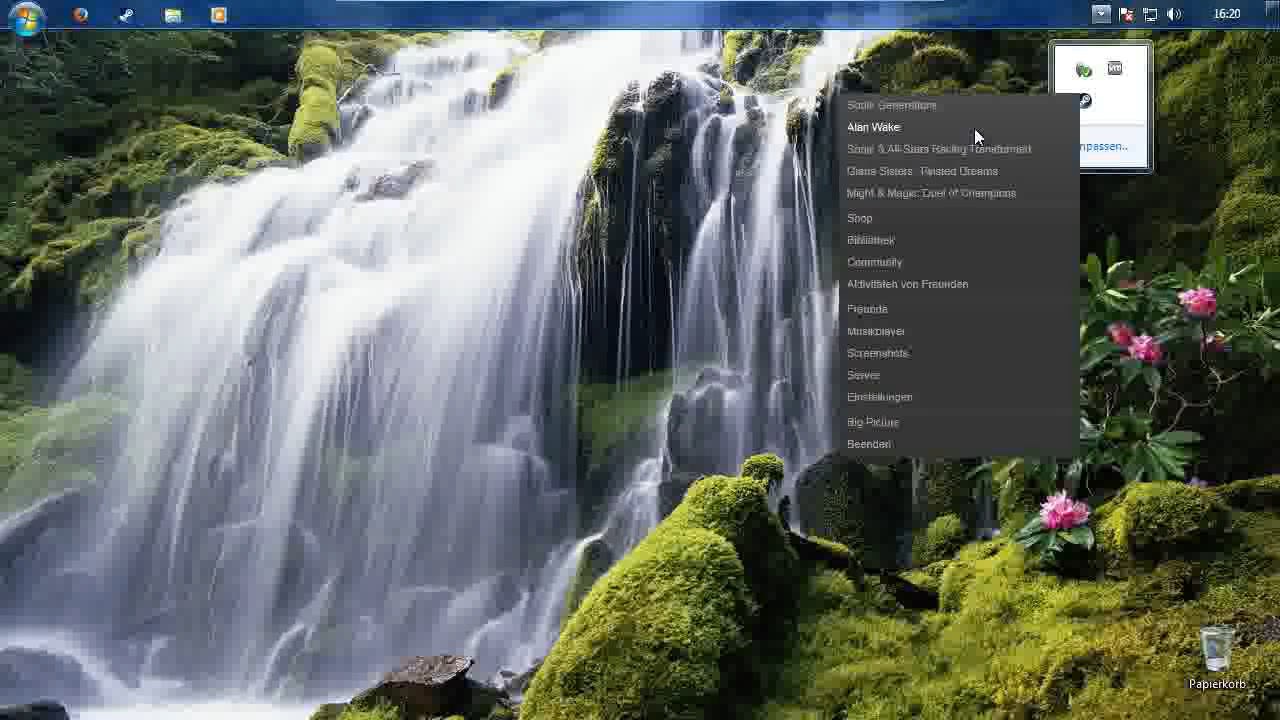 16:20
Sonic Generations
Alan Wake
Sonic & All-Stars Racing Transformed
Giana Sisters: Twisted Dreams
Might & Magic: Duel of Champions
Shop
Bibliothek
Community
Aktivitäten von Freunden
Freunde
Musikplayer
Screenshots
Server
Einstellungen
Big Picture
Beenden
npassen...
Papierkorb